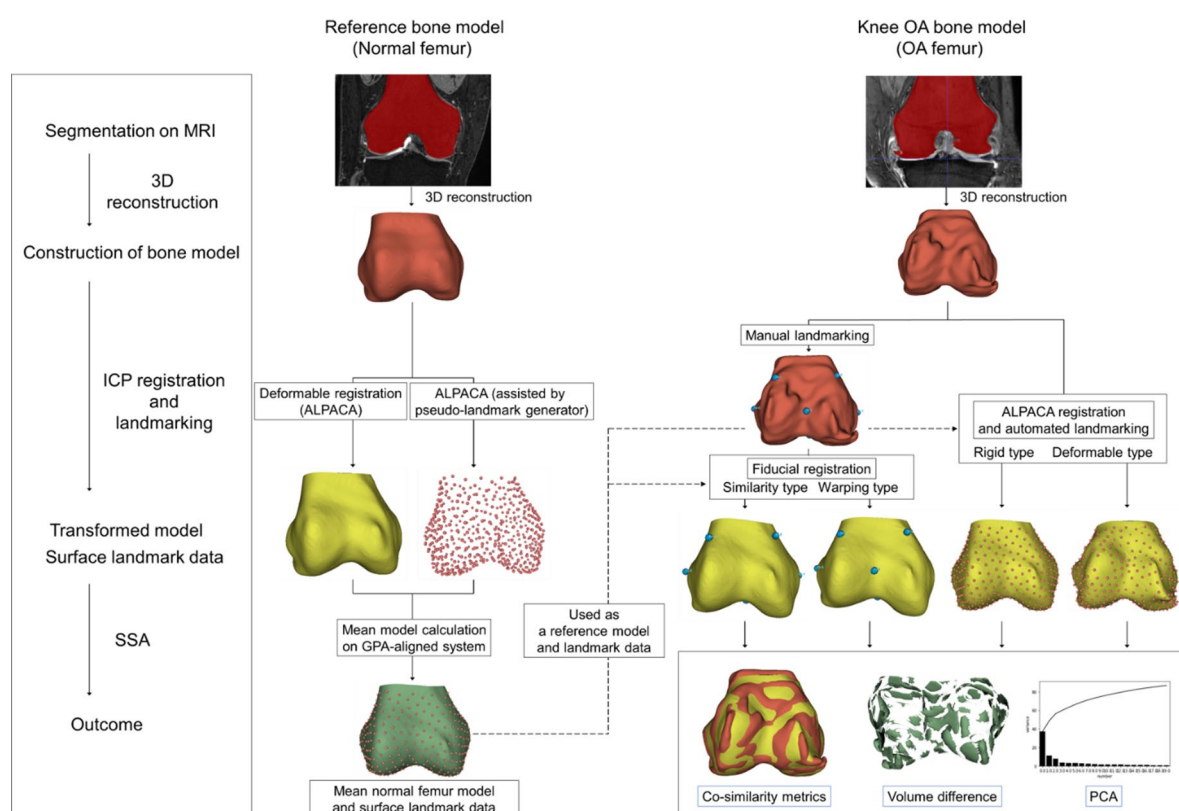 Reference bone model
(Normal femur)
Knee OA bone model
(OA femur)
Segmentation on MRI
3D
reconstruction
Construction of bone model
ICP registration
and
landmarking
Transformed model
Surface landmark data
SSA
Outcome
3D reconstruction
Deformable registration
(ALPACA)
ALPACA (assisted by
pseudo-landmark generator)
Mean model calculation
on GPA-aligned system
Mean normal femur model
and surface landmark data
Used as
a reference model
and landmark data
3D reconstruction
Manual landmarking
Fiducial registration
Similarity type
Warping type
ALPACA registration
and automated landmarking
Rigid type
Deformable type
Co-similarity metrics
Volume difference
PCA
variance
number